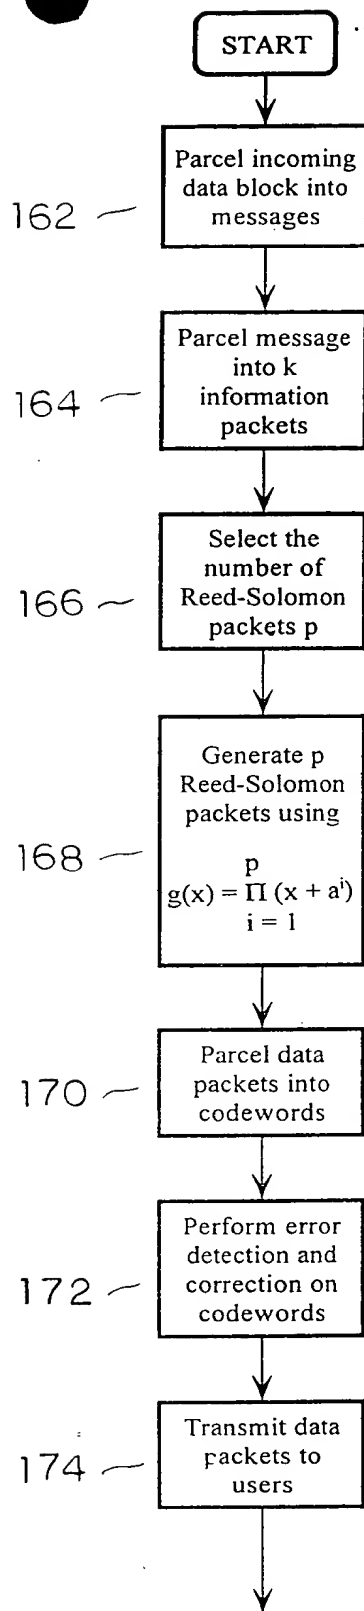 START
162
Parcel incoming
data block into
messages
164
Parcel message
into k
information
packets
166
Select the
number of
Reed-Solomon
packets p
168
Generate p
Reed-Solomon
packets using
p
g(x) = Π (x + aⁱ)
i = 1
170
Parcel data
packets into
codewords
172
Perform error
detection and
correction on
codewords
174
Transmit data
packets to
users